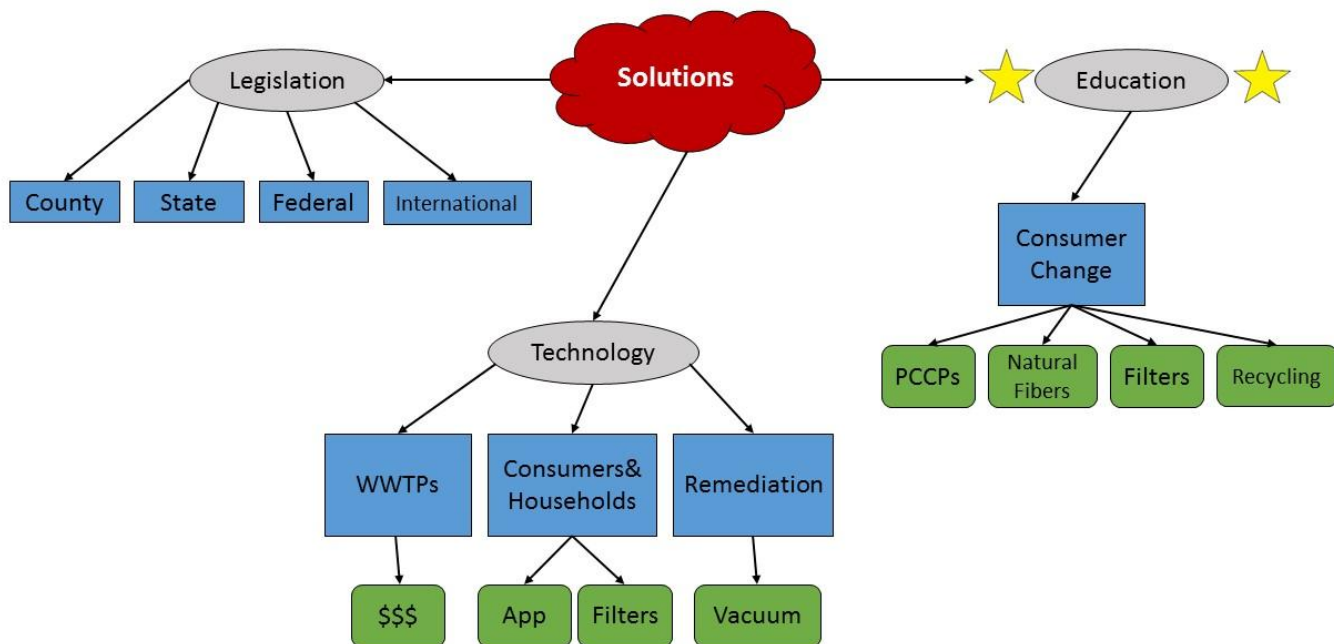 Solutions
Legislation
Education
County
State
Federal
International
Consumer
Change
PCCPs
Natural
Fibers
Filters
Recycling
Technology
WWTPs
Consumers&
Households
Remediation
$$$
App
Filters
Vacuum